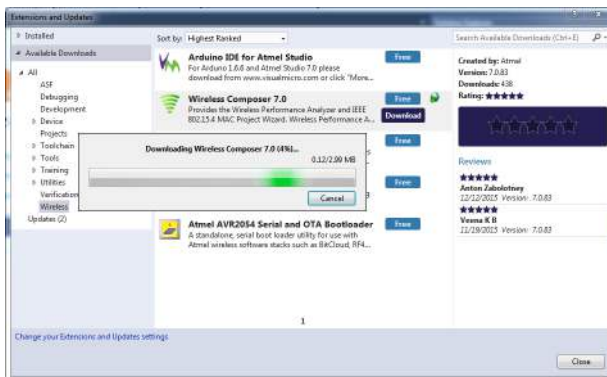 Extensions and Updates
Installed
Available Downloads
All
ASF
Debugging
Development
Device
Projects
Toolchain
Tools
Training
Utilities
Verification
Wireless
Updates (2)
Sort by: Highest Ranked
Arduino IDE for Atmel Studio
For Arduino 1.6.6 and Atmel Studio 7.0 please
download from www.visualmicro.com or click "More...
Free
Wireless Composer 7.0
Provides the Wireless Performance Analyzer and IEEE
802.15.4 MAC Project Wizard. Wireless Performance A...
Free
Download
Free
Downloading Wireless Composer 7.0 (4%)...
0.12/2.99 MB
Cancel
Free
Atmel AVR2054 Serial and OTA Bootloader
A standalone, serial boot loader utility for use with
Atmel wireless software stacks such as BitCloud, RF4...
Free
1
Search Available Downloads (Ctrl+E)
Created by: Atmel
Version: 7.0.83
Downloads: 438
Rating:
Reviews
Anton Zabolotney
12/12/2015 Version: 7.0.83
11/19/2015 Version: 7.0.83
Change your Extensions and Updates settings
Close